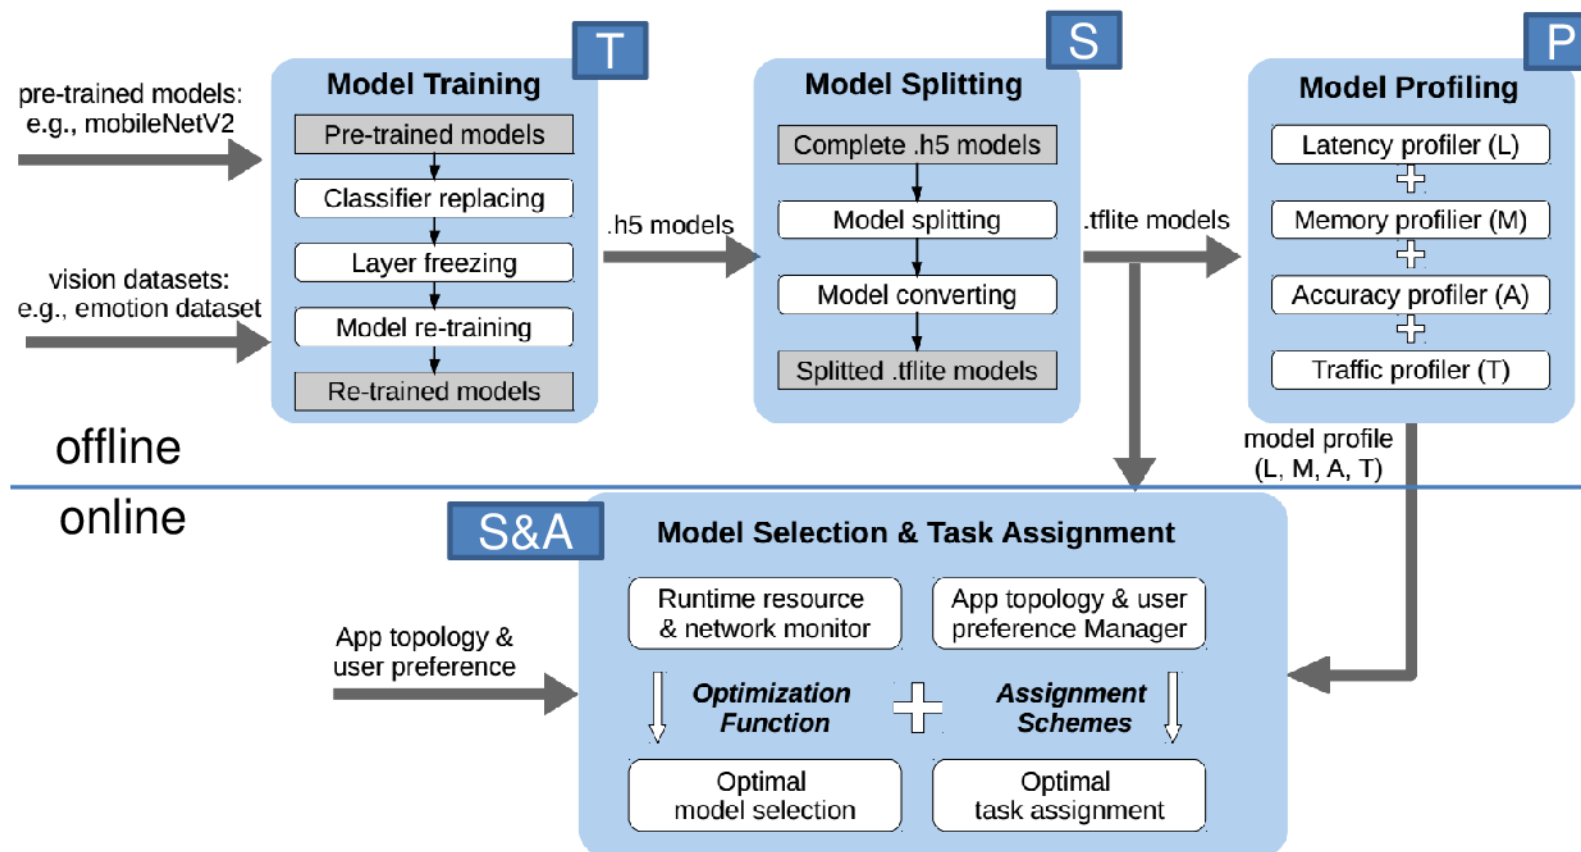 T
S
P
Model Training
Model Splitting
Model Profiling
pre-trained models:
e.g., mobileNetV2
Pre-trained models
Classifier replacing
Layer freezing
Model re-training
Re-trained models
vision datasets:
e.g., emotion dataset
.h5 models
Complete .h5 models
Model splitting
Model converting
Splitted .tflite models
.tflite models
Latency profiler (L)
Memory profilier (M)
Accuracy profiler (A)
Traffic profiler (T)
offline
model profile
(L, M, A, T)
online
S&A
Model Selection & Task Assignment
Runtime resource
& network monitor
App topology & user
preference Manager
App topology &
user preference
Optimization
Function
Assignment
Schemes
Optimal
model selection
Optimal
task assignment